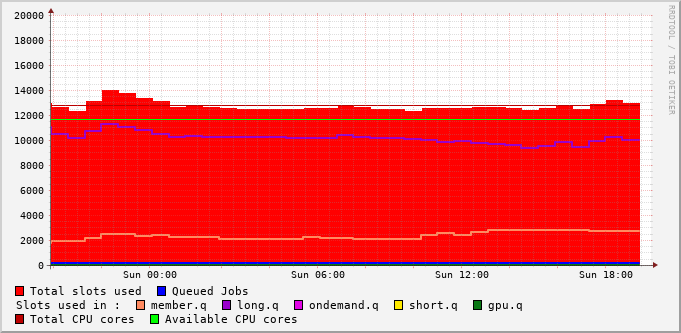 RRDTOOL / TOBI OETIKER
20000
18000
16000
14000
12000
10000
8000
6000
4000
2000
0
Sun 00:00 Sun 06:00 Sun 12:00 Sun 18:00
Total slots used Queued Jobs
Slots used in : member.q long.q ondemand.q short.q gpu.q
Total CPU cores Available CPU cores